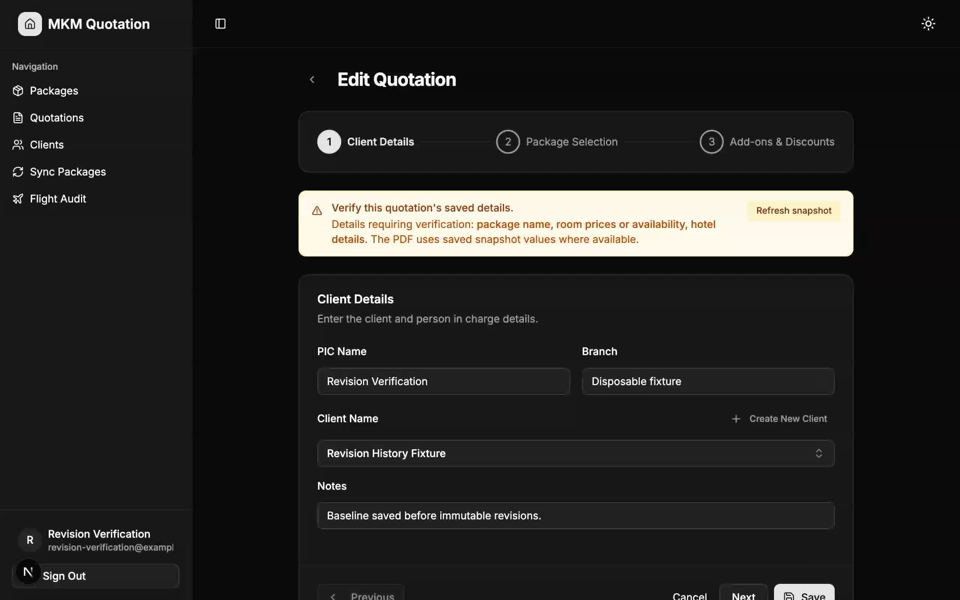 MKM Quotation
Navigation
Packages
Quotations
Clients
Sync Packages
Flight Audit
R
Revision Verification
revision-verification@exampl
N
Sign Out
Edit Quotation
1 Client Details
2 Package Selection
3 Add-ons & Discounts
Verify this quotation's saved details.
Refresh snapshot
Details requiring verification: package name, room prices or availability, hotel
details. The PDF uses saved snapshot values where available.
Client Details
Enter the client and person in charge details.
PIC Name
Branch
Revision Verification
Disposable fixture
Client Name
Create New Client
Revision History Fixture
Notes
Baseline saved before immutable revisions.
Previous
Cancel
Next
Save